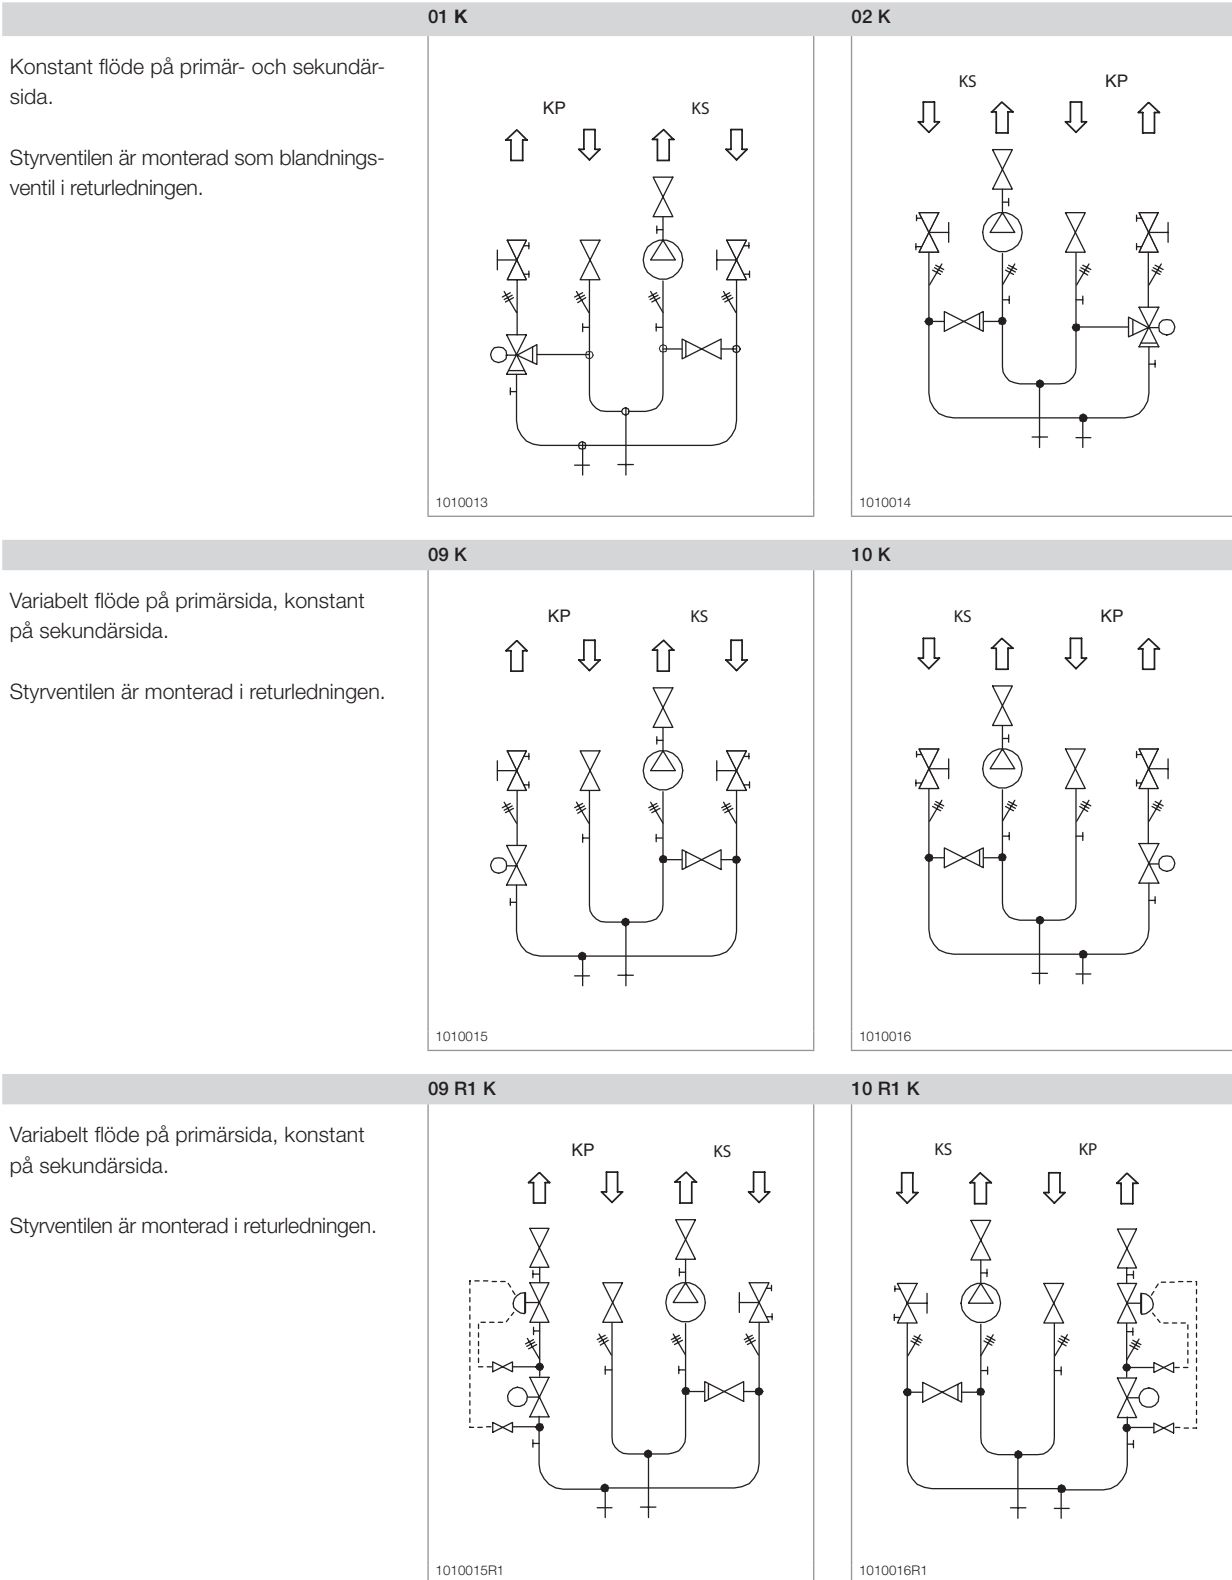 01 K
02 K
Konstant flöde på primär- och sekundär-
sida.
Styrventilen är monterad som blandnings-
ventil i returledningen.
KP
KS
1010013
KS
KP
1010014
09 K
10 K
Variabelt flöde på primärsida, konstant
på sekundärsida.
Styrventilen är monterad i returledningen.
KP
KS
1010015
KS
KP
1010016
09 R1 K
10 R1 K
Variabelt flöde på primärsida, konstant
på sekundärsida.
Styrventilen är monterad i returledningen.
KP
KS
1010015R1
KS
KP
1010016R1